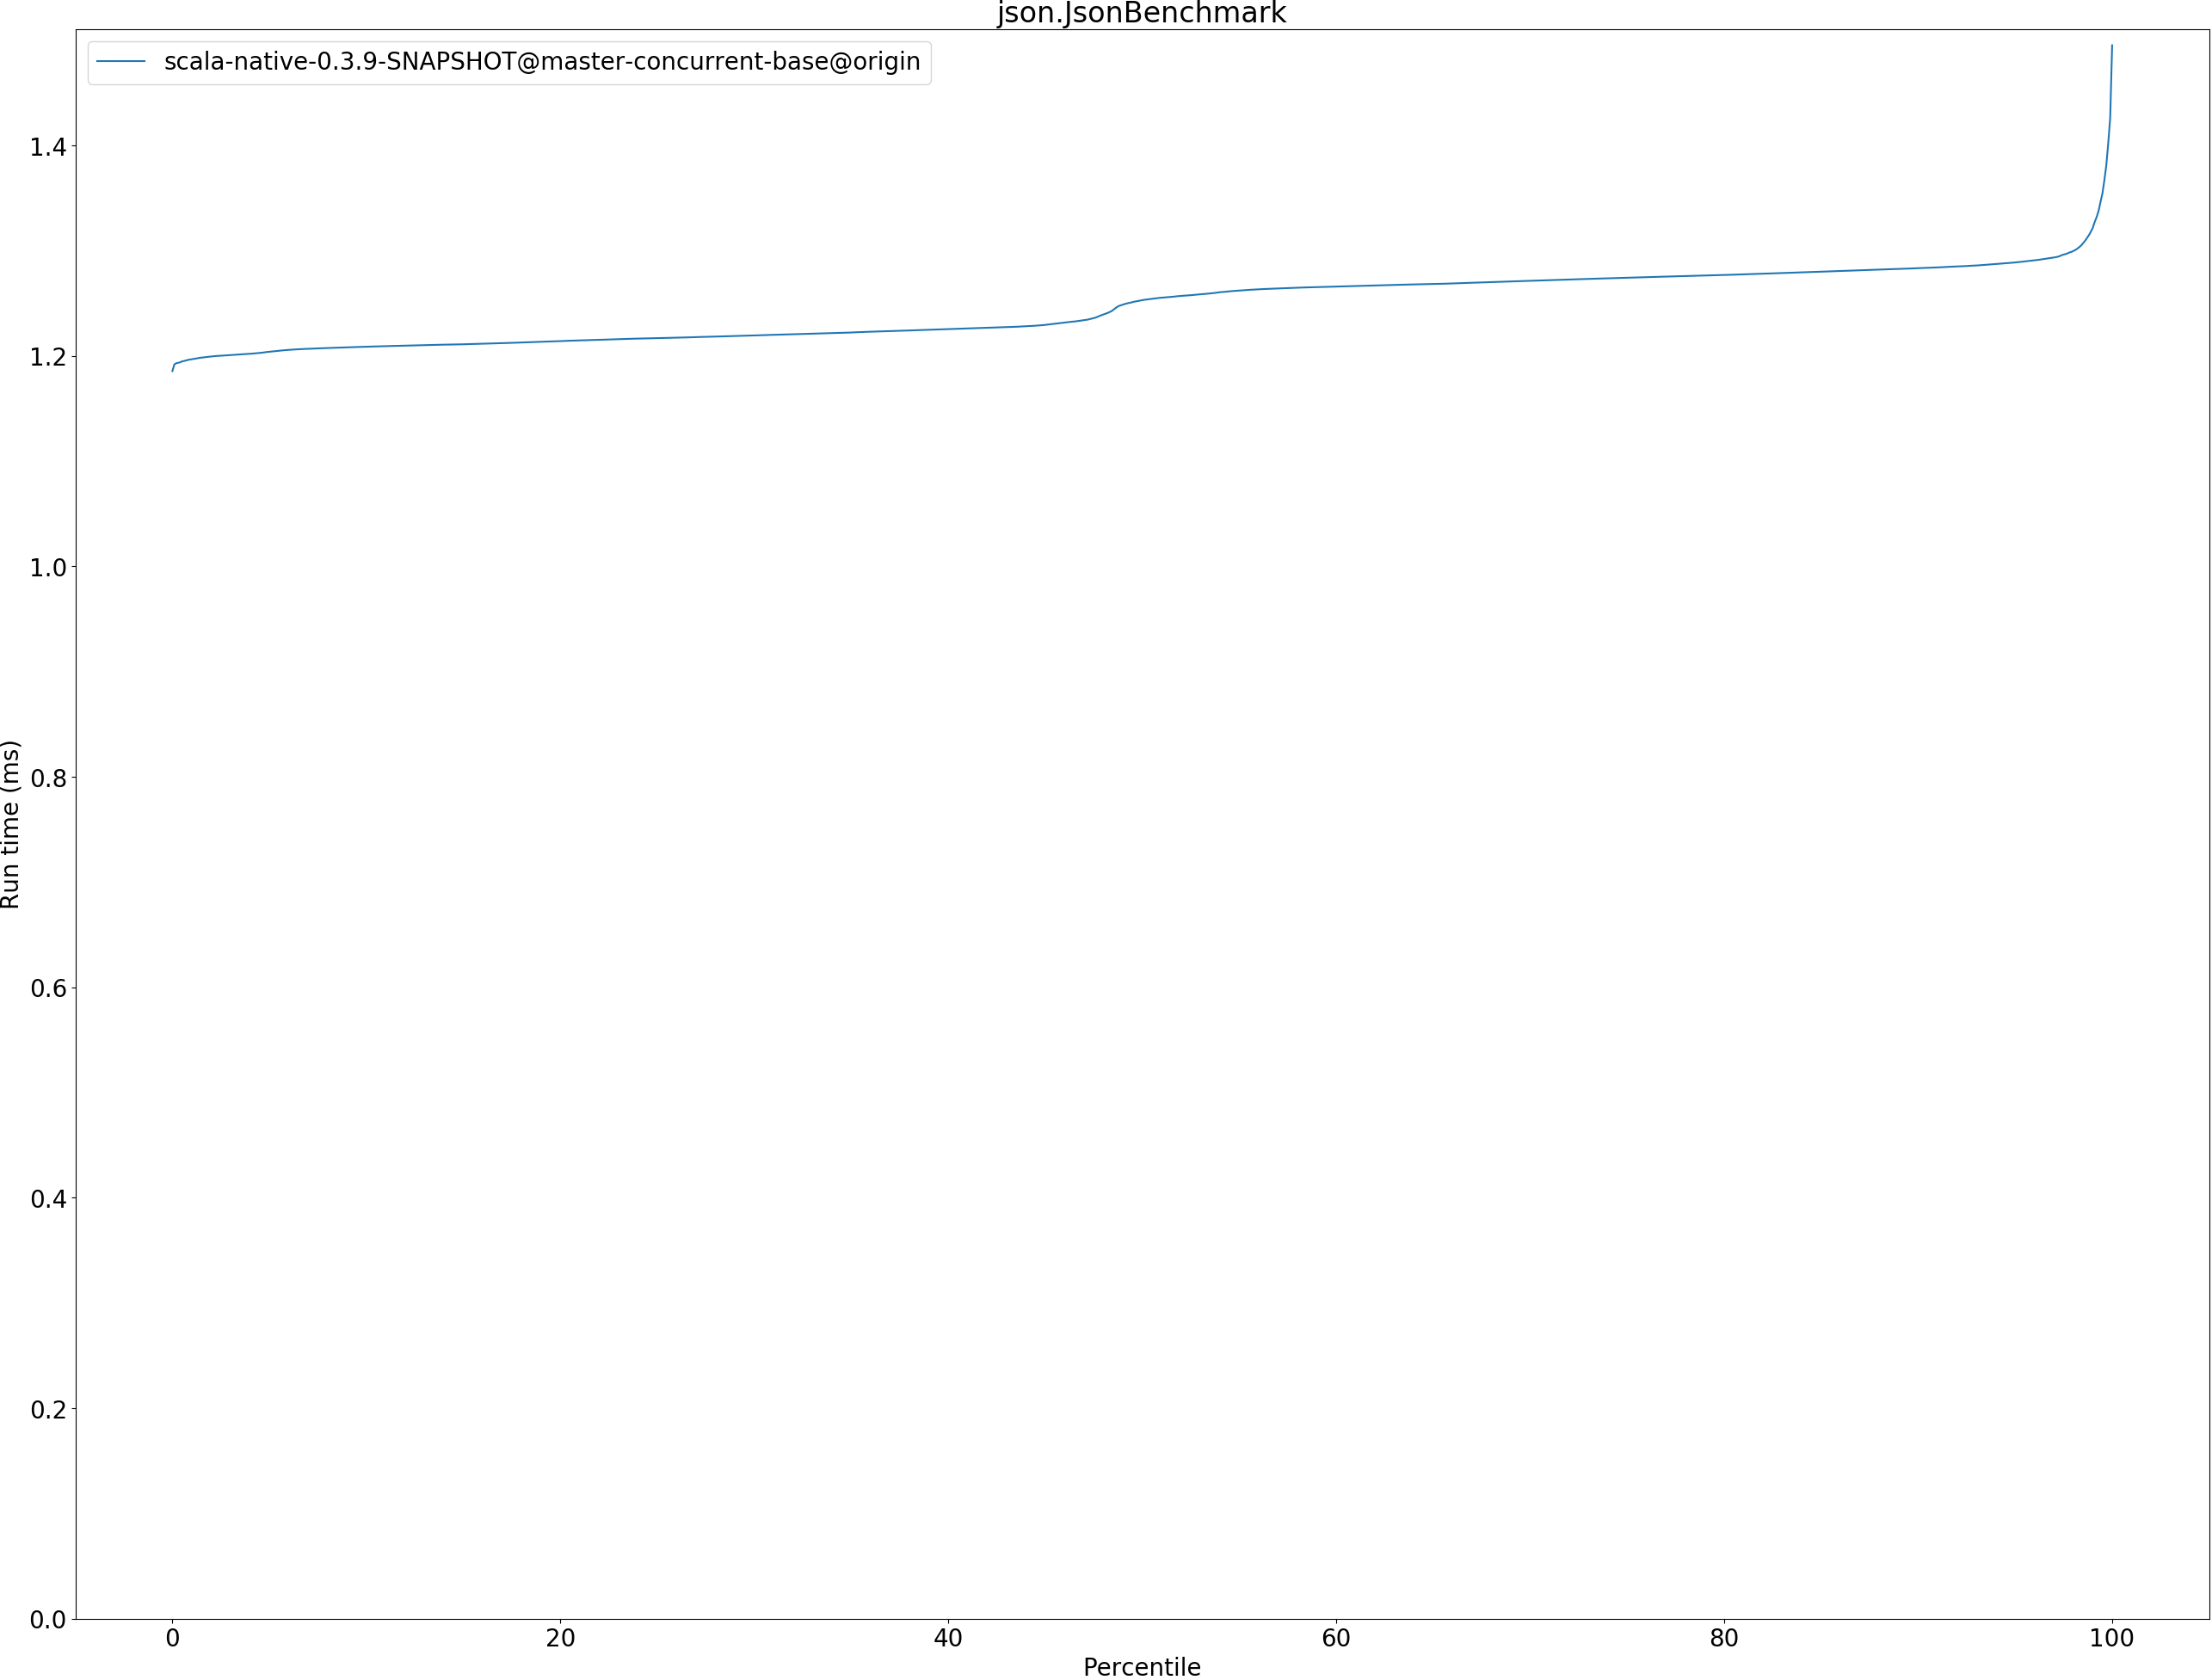 json.JsonBenchmark
scala-native-0.3.9-SNAPSHOT@master-concurrent-base@origin
1.4
1.2
1.0
0.8
0.6
0.4
0.2
0.0
Run time (ms)
0 20 40 60 80 100
Percentile